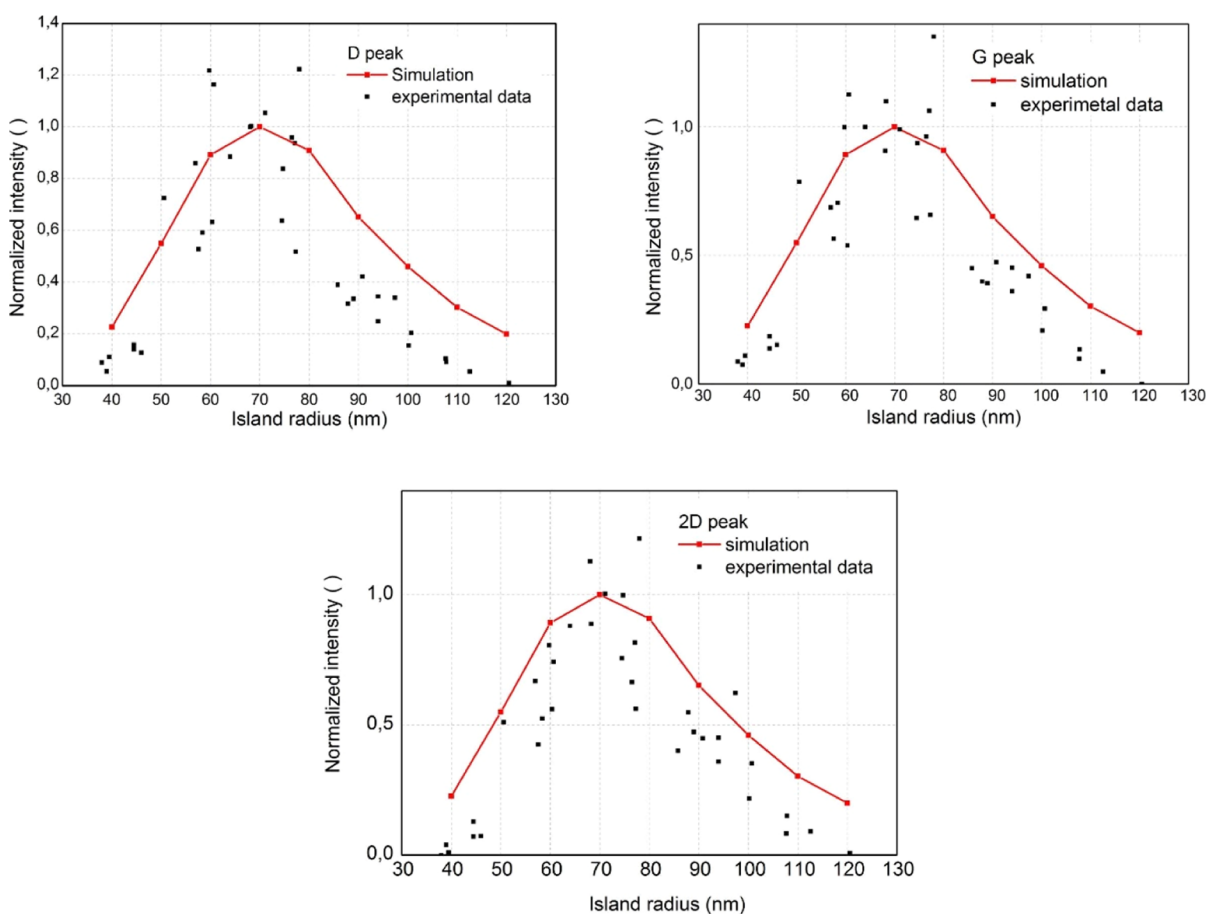 D peak
Simulation
experimental data
Normalized intensity ( )
1,4
1,2
1,0
0,8
0,6
0,4
0,2
0,0
30 40 50 60 70 80 90 100 110 120 130
Island radius (nm)
G peak
simulation
experimetal data
Normalized intensity ( )
1,0
0,5
0,0
30 40 50 60 70 80 90 100 110 120 130
Island radius (nm)
2D peak
simulation
experimental data
Normalized intensity ( )
1,0
0,5
0,0
30 40 50 60 70 80 90 100 110 120 130
Island radius (nm)